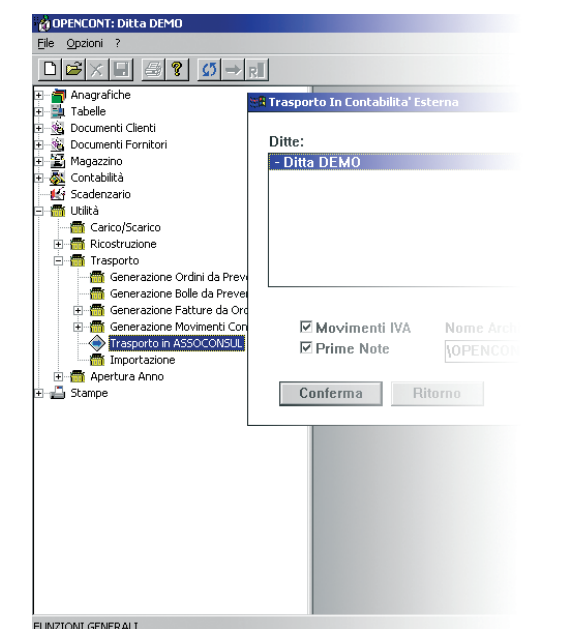 OPENCONT: Ditta DEMO
File Opzioni ?
Anagrafiche
Tabelle
Documenti Clienti
Documenti Fornitori
Magazzino
Contabilità
Scadenzario
Utilità
Carico/Scarico
Ricostruzione
Trasporto
Generazione Ordini da Preve
Generazione Bolle da Prever
Generazione Fatture da Ord
Generazione Movimenti Con
Trasporto in ASSOCONSUL
Importazione
Apertura Anno
Stampe
Trasporto In Contabilita' Esterna
Ditte:
- Ditta DEMO
Movimenti IVA Nome Arch
Prime Note \OPENCON
Conferma Ritorno
FUNZIONI GENERALI